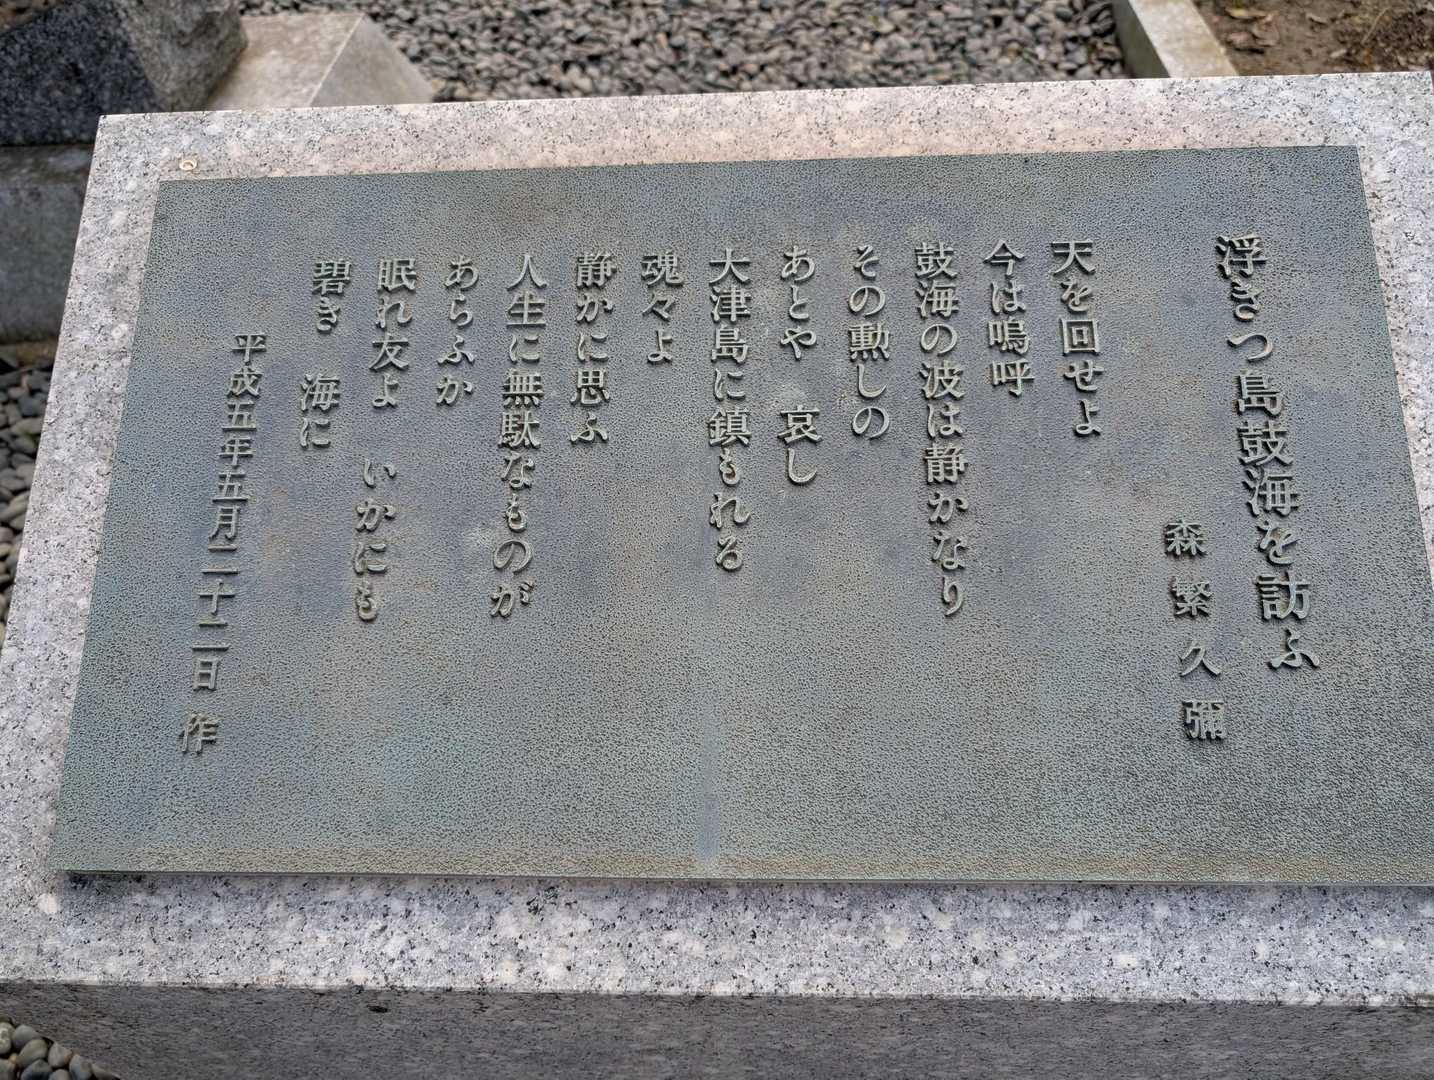 浮きつ島鼓海を訪ふ
森繁久彌
天を回せよ
今は嗚呼
鼓海の波は静かなり
その勲しの
あとや　哀し
大津島に鎮もれる
魂々よ
静かに思ふ
人生に無駄なものが
あらふか
眠れ友よ　いかにも
碧き　海に
平成五年五月二十二日　作